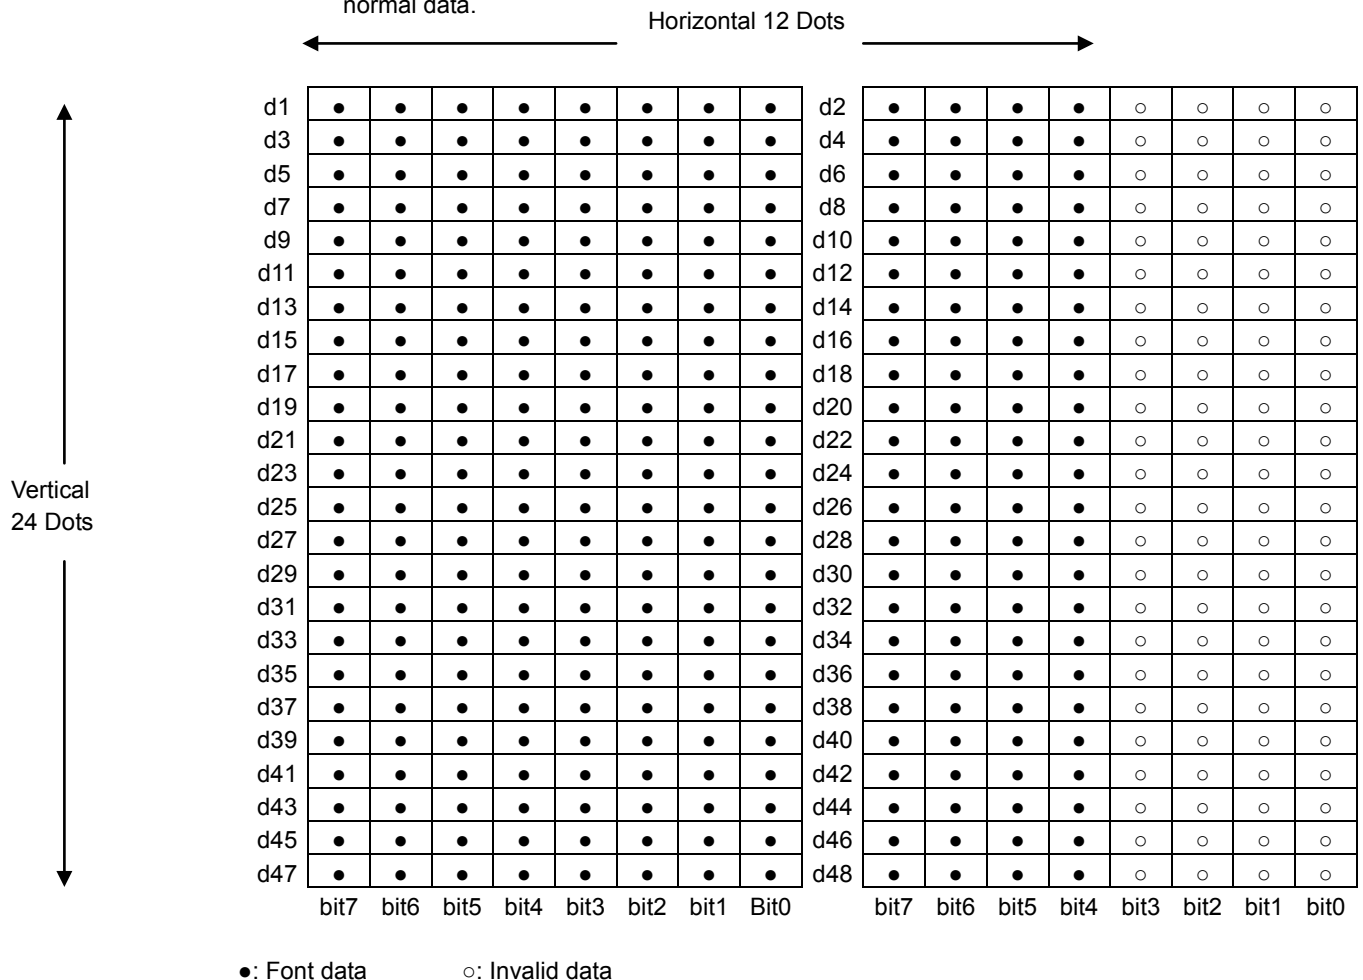 normal data.
Horizontal 12 Dots
d1 ● ● ● ● ● ● ● ● d2 ● ● ● ● ○ ○ ○ ○
d3 ● ● ● ● ● ● ● ● d4 ● ● ● ● ○ ○ ○ ○
d5 ● ● ● ● ● ● ● ● d6 ● ● ● ● ○ ○ ○ ○
d7 ● ● ● ● ● ● ● ● d8 ● ● ● ● ○ ○ ○ ○
d9 ● ● ● ● ● ● ● ● d10 ● ● ● ● ○ ○ ○ ○
d11 ● ● ● ● ● ● ● ● d12 ● ● ● ● ○ ○ ○ ○
d13 ● ● ● ● ● ● ● ● d14 ● ● ● ● ○ ○ ○ ○
d15 ● ● ● ● ● ● ● ● d16 ● ● ● ● ○ ○ ○ ○
d17 ● ● ● ● ● ● ● ● d18 ● ● ● ● ○ ○ ○ ○
d19 ● ● ● ● ● ● ● ● d20 ● ● ● ● ○ ○ ○ ○
d21 ● ● ● ● ● ● ● ● d22 ● ● ● ● ○ ○ ○ ○
d23 ● ● ● ● ● ● ● ● d24 ● ● ● ● ○ ○ ○ ○
Vertical
24 Dots
d25 ● ● ● ● ● ● ● ● d26 ● ● ● ● ○ ○ ○ ○
d27 ● ● ● ● ● ● ● ● d28 ● ● ● ● ○ ○ ○ ○
d29 ● ● ● ● ● ● ● ● d30 ● ● ● ● ○ ○ ○ ○
d31 ● ● ● ● ● ● ● ● d32 ● ● ● ● ○ ○ ○ ○
d33 ● ● ● ● ● ● ● ● d34 ● ● ● ● ○ ○ ○ ○
d35 ● ● ● ● ● ● ● ● d36 ● ● ● ● ○ ○ ○ ○
d37 ● ● ● ● ● ● ● ● d38 ● ● ● ● ○ ○ ○ ○
d39 ● ● ● ● ● ● ● ● d40 ● ● ● ● ○ ○ ○ ○
d41 ● ● ● ● ● ● ● ● d42 ● ● ● ● ○ ○ ○ ○
d43 ● ● ● ● ● ● ● ● d44 ● ● ● ● ○ ○ ○ ○
d45 ● ● ● ● ● ● ● ● d46 ● ● ● ● ○ ○ ○ ○
d47 ● ● ● ● ● ● ● ● d48 ● ● ● ● ○ ○ ○ ○
bit7 bit6 bit5 bit4 bit3 bit2 bit1 Bit0 bit7 bit6 bit5 bit4 bit3 bit2 bit1 bit0
●: Font data ○: Invalid data